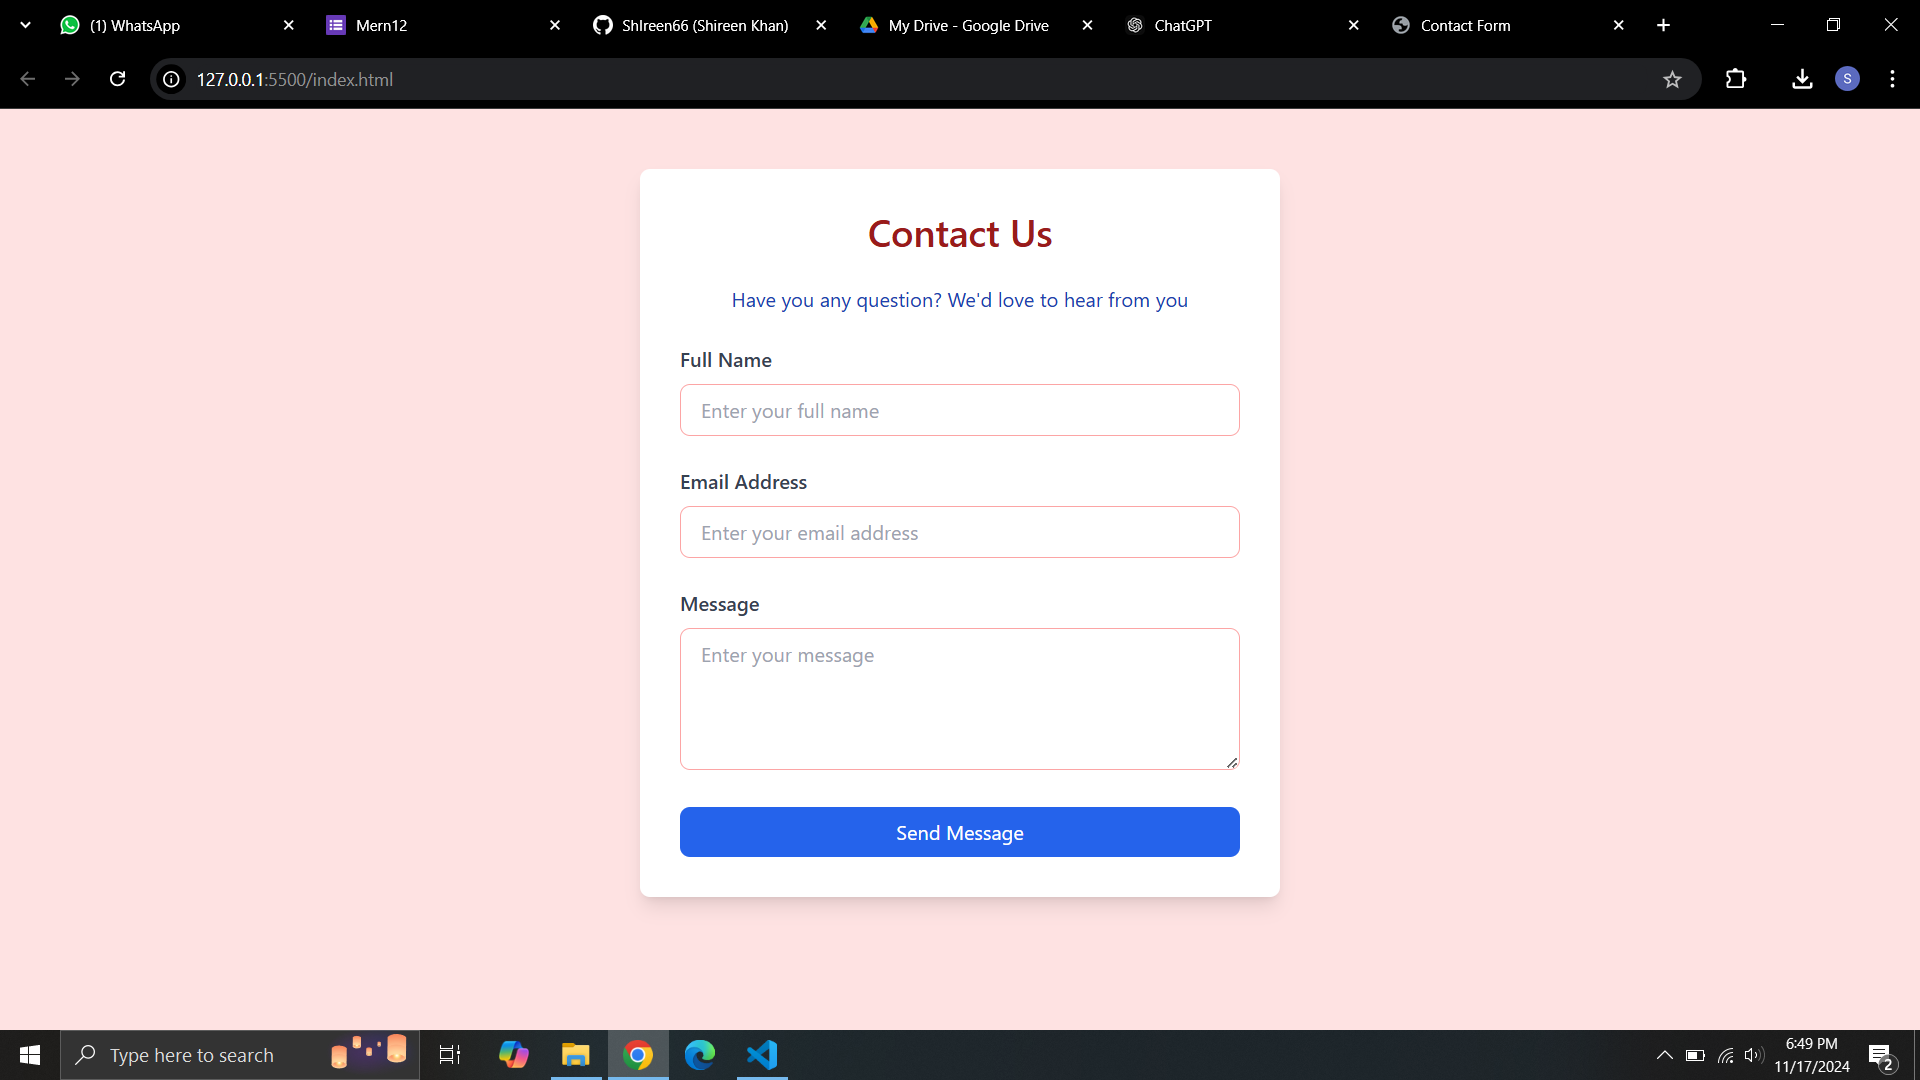 (1) WhatsApp
Mern12
ShIreen66 (Shireen Khan)
My Drive - Google Drive
ChatGPT
Contact Form
127.0.0.1:5500/index.html
S
Contact Us
Have you any question? We'd love to hear from you
Full Name
Enter your full name
Email Address
Enter your email address
Message
Enter your message
Send Message
Type here to search
6:49 PM
11/17/2024
2